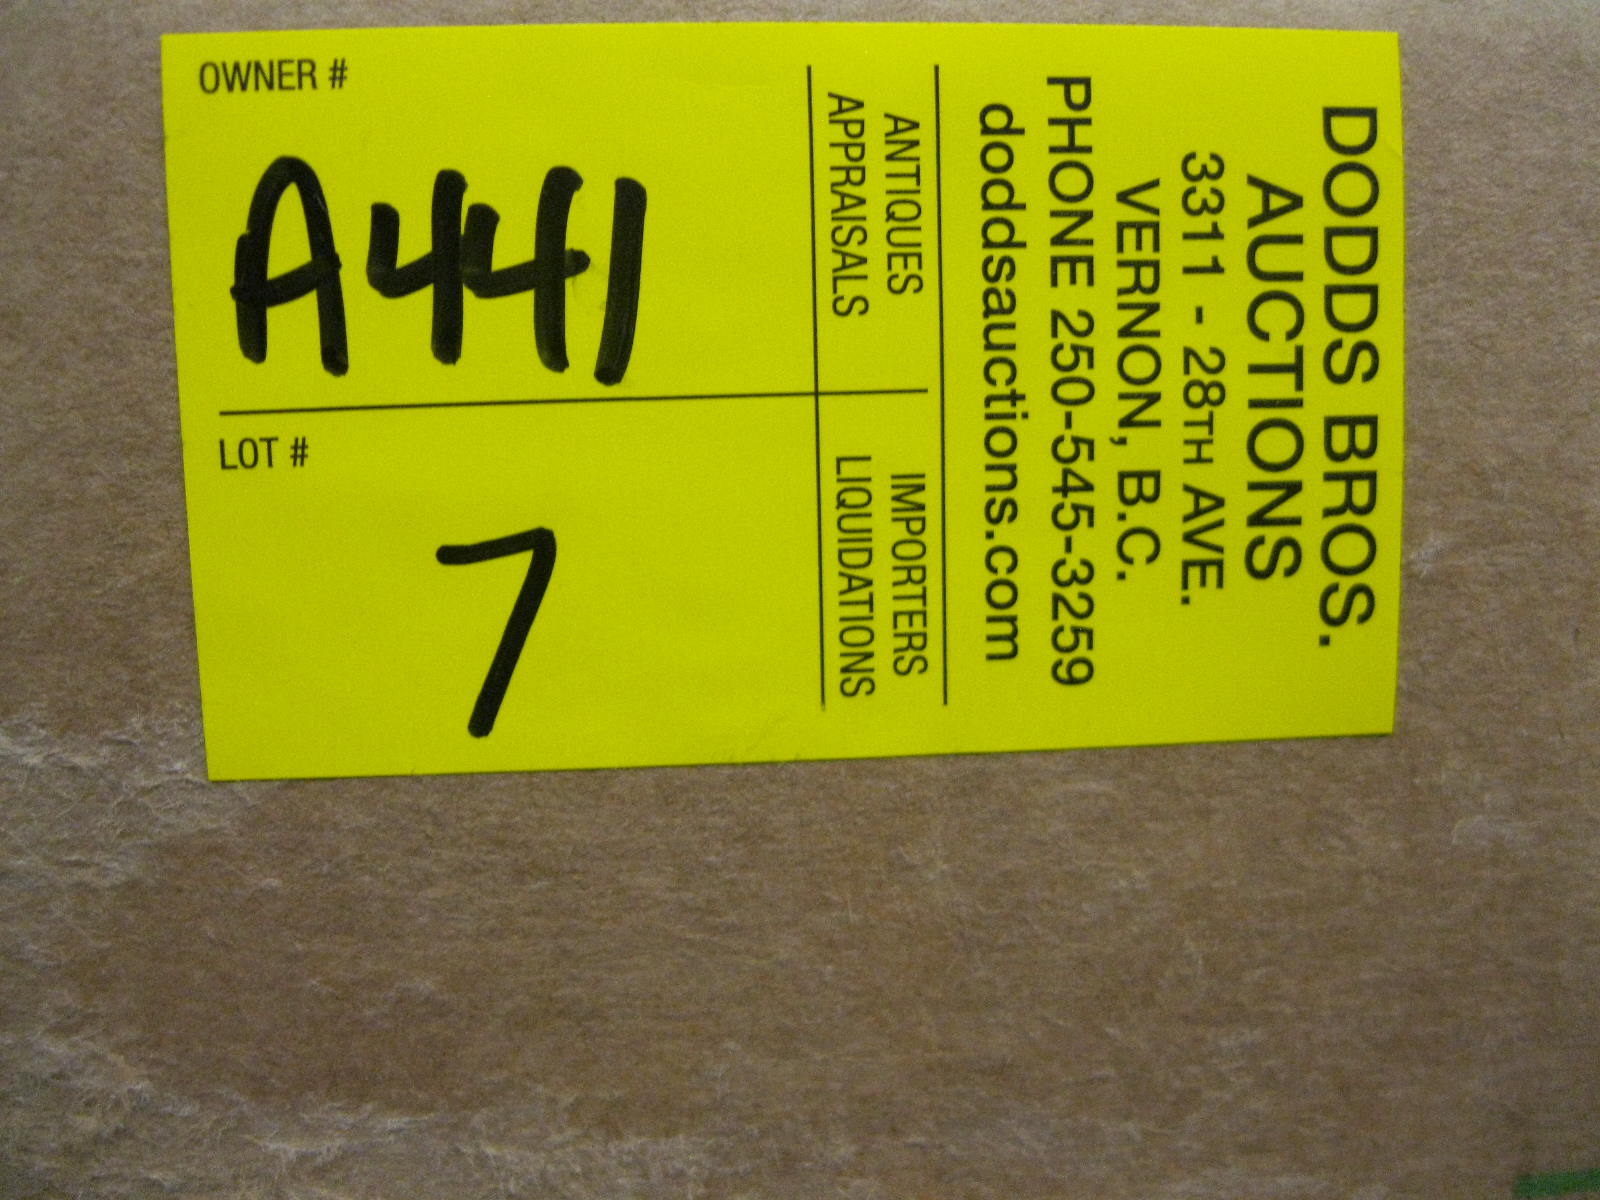 DODDS BROS.
AUCTIONS
3311 - 28TH AVE.
VERNON, B.C.
PHONE 250-545-3259
doddsauctions.com
ANTIQUES
APPRAISALS
IMPORTERS
LIQUIDATIONS
OWNER #
A441
LOT #
7